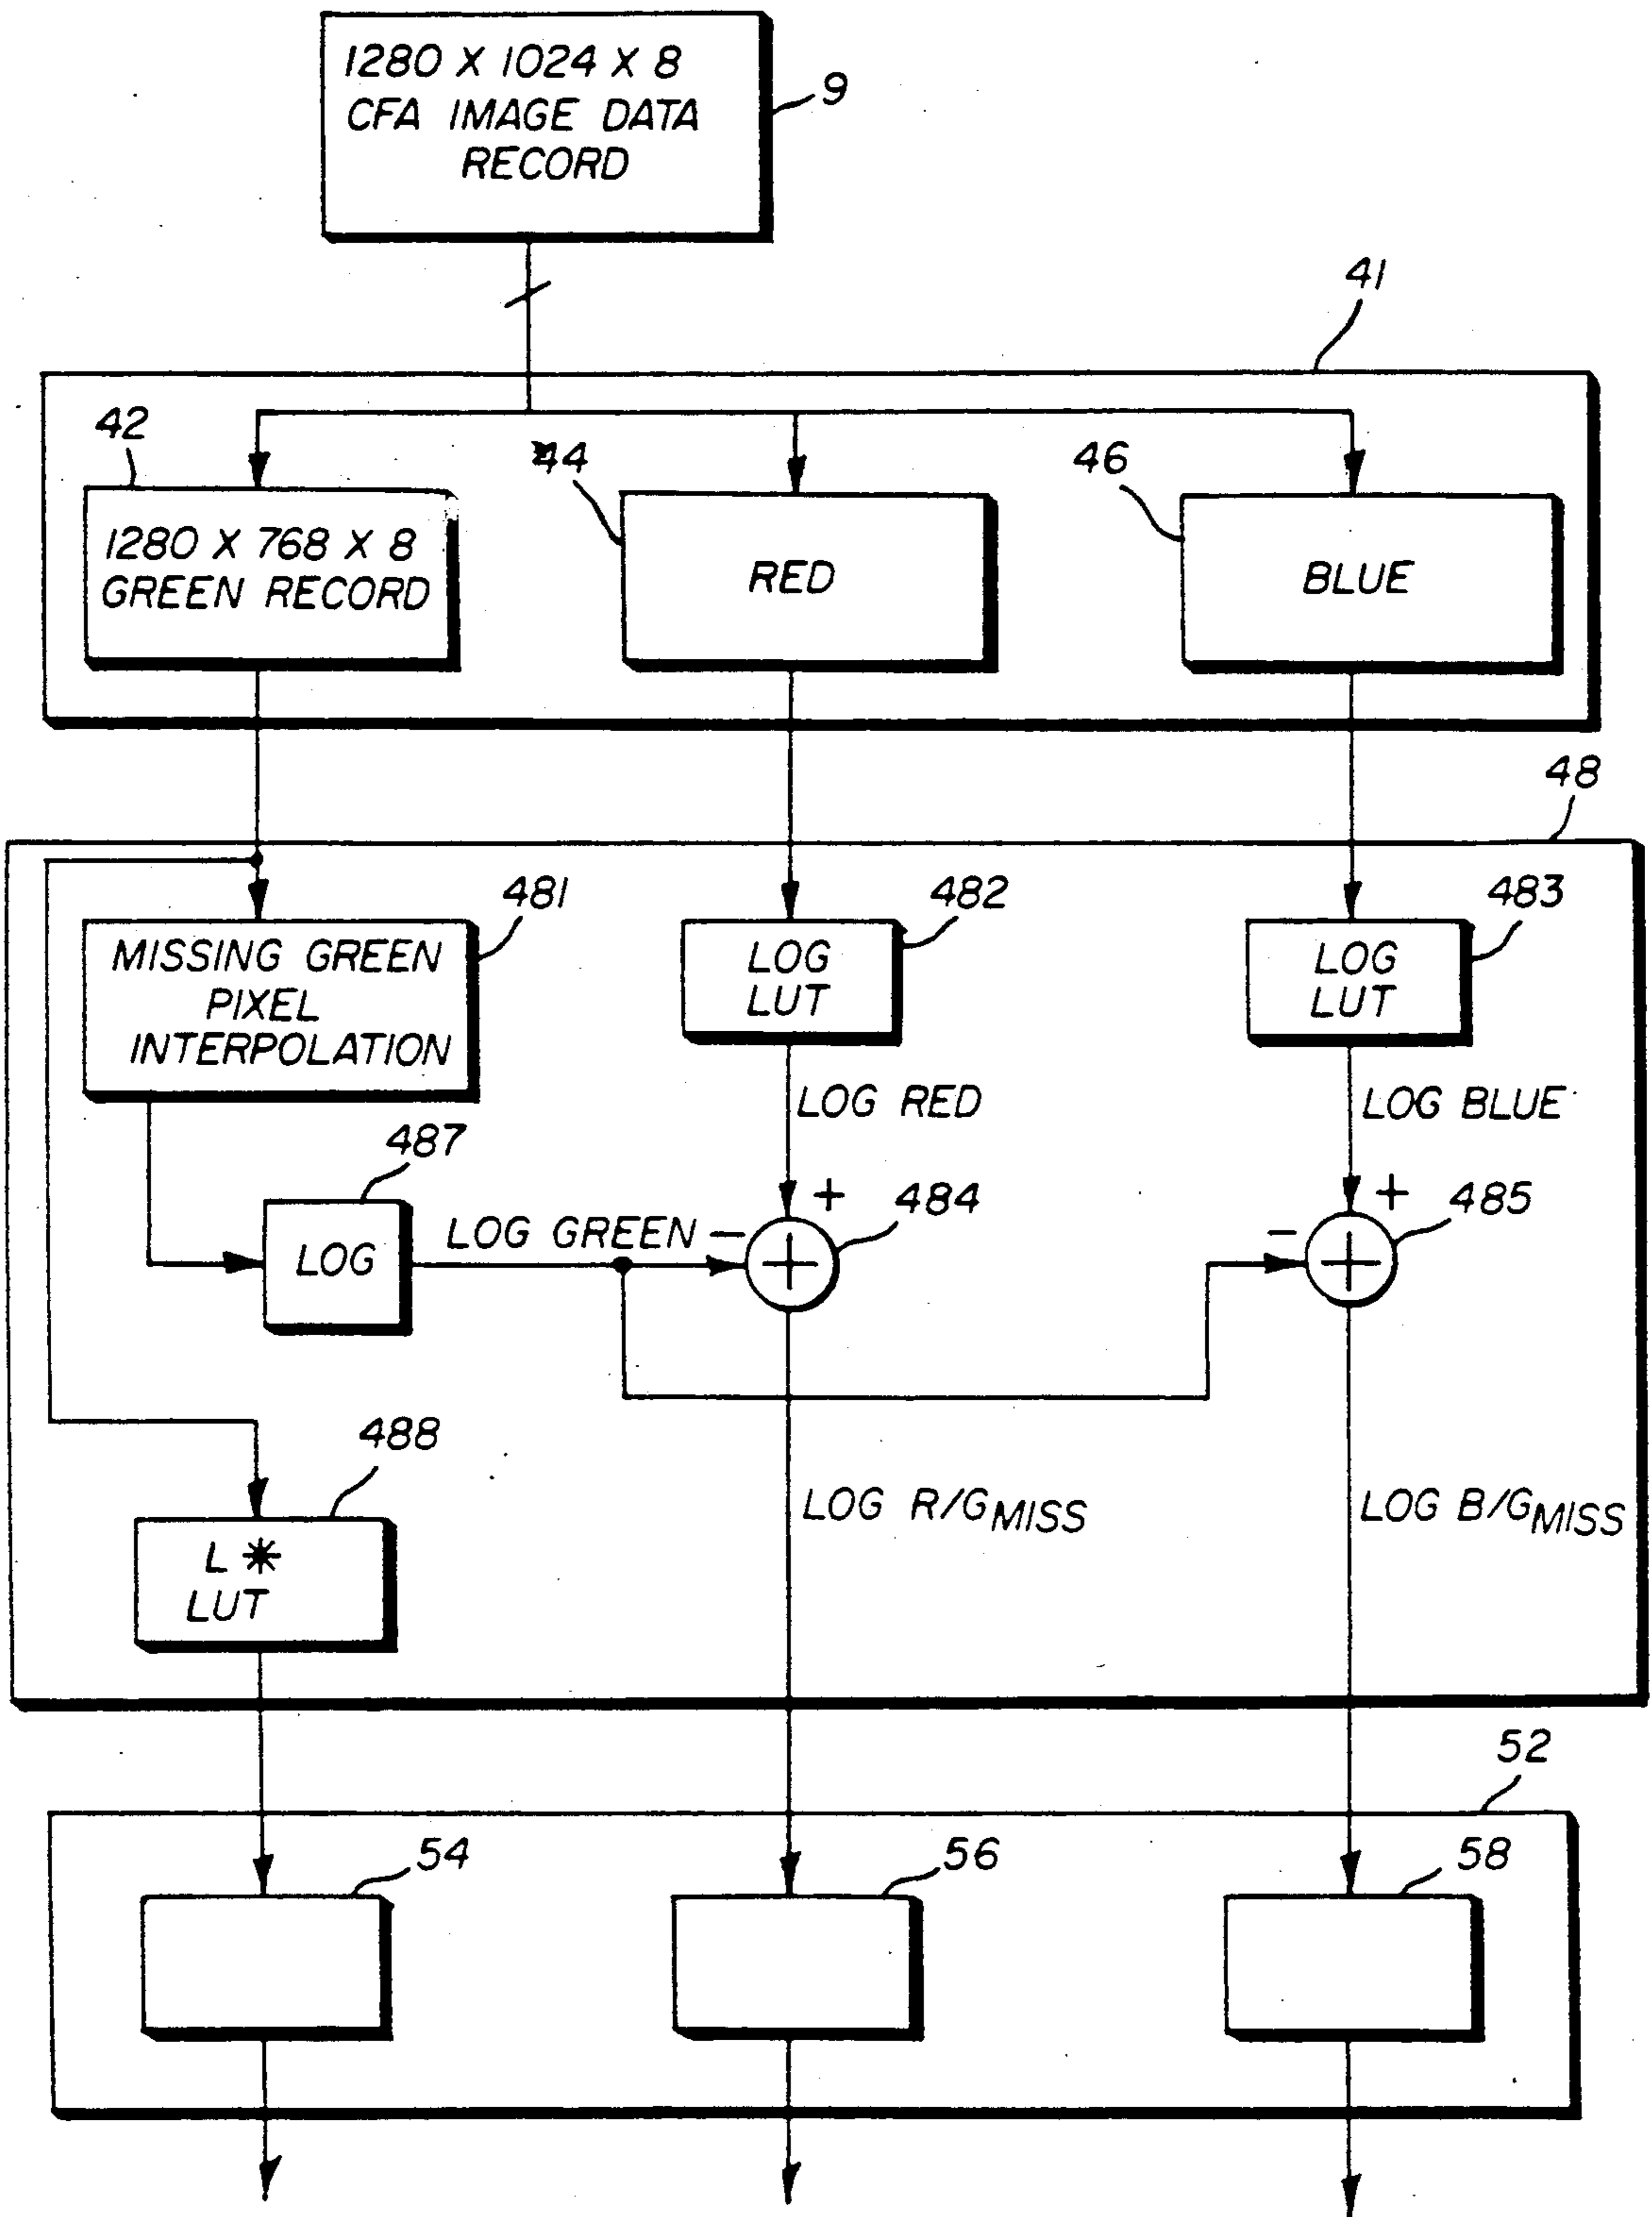 1280 X 1024 X 8
CFA IMAGE DATA
RECORD
9
41
42
44
46
1280 X 768 X 8
GREEN RECORD
RED
BLUE
48
481
482
483
MISSING GREEN
PIXEL
INTERPOLATION
LOG
LUT
LOG
LUT
LOG RED
LOG BLUE
487
LOG
LOG GREEN
−
+
484
−
+
485
488
L *
LUT
LOG R/GMISS
LOG B/GMISS
52
54
56
58